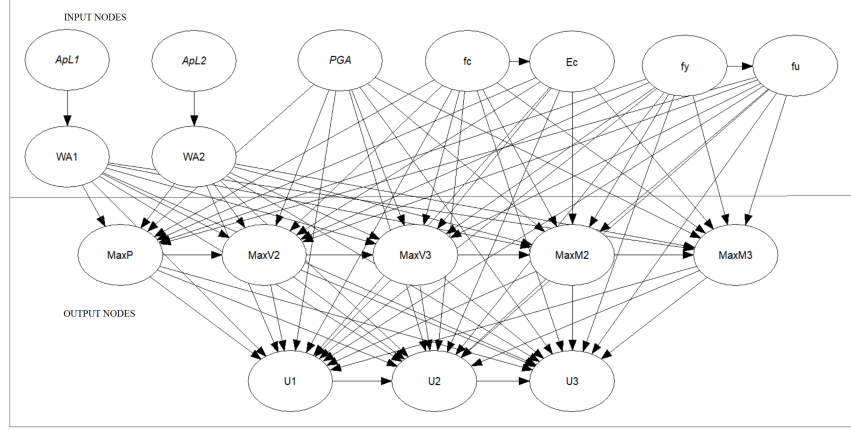 INPUT NODES
ApL1 ApL2 PGA fc Ec fy fu
WA1 WA2
MaxP MaxV2 MaxV3 MaxM2 MaxM3
OUTPUT NODES
U1 U2 U3